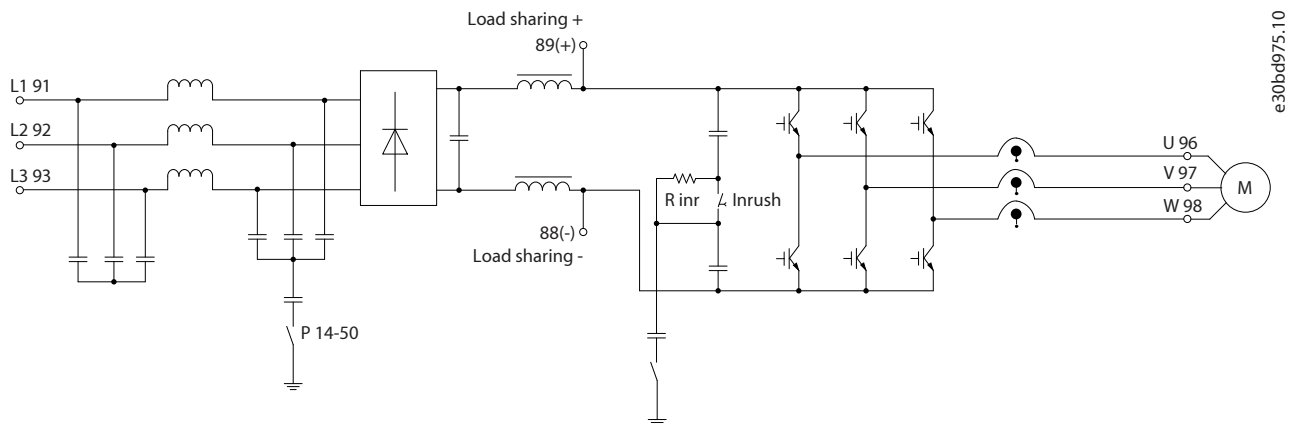 Load sharing +
89(+)
L1 91
L2 92
L3 93
R inr
Inrush
88(-)
Load sharing -
P 14-50
U 96
V 97
W 98
M
e30bd975.10